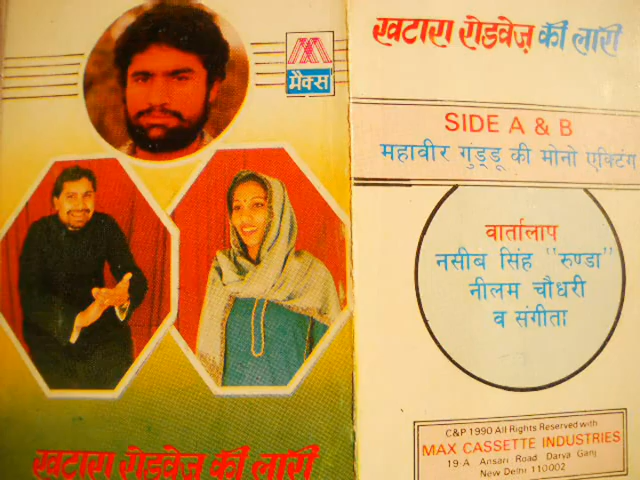 मैक्स
खटारा रोडवेज़ की लारी
खटारा रोडवेज़ की लारी
SIDE A & B
महावीर गुड्डू की मोनो एक्टिंग
वार्तालाप
नसीब सिंह "रुण्डा"
नीलम चौधरी
व संगीता
C&P 1990 All Rights Reserved with
MAX CASSETTE INDUSTRIES
19-A Ansari Road Darya Ganj
New Delhi 110002